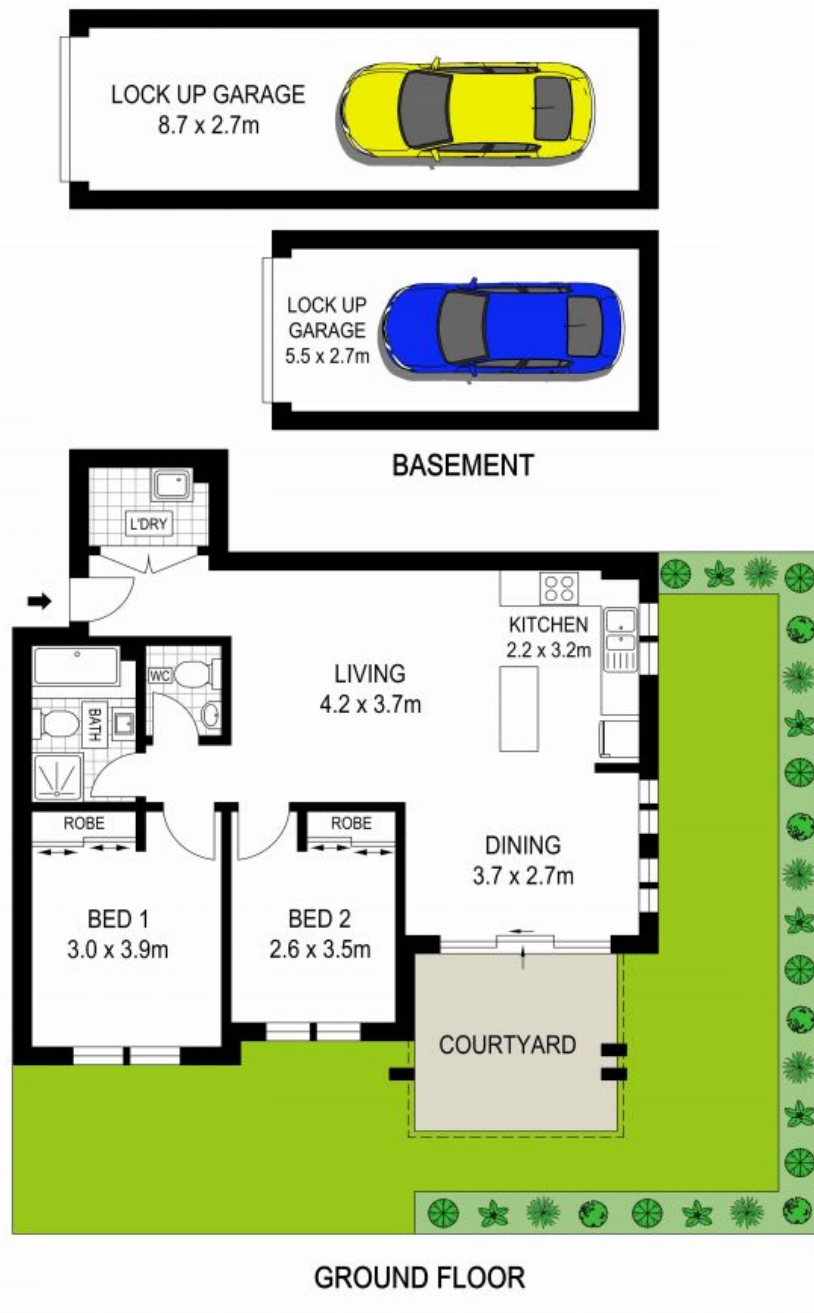 LOCK UP GARAGE
8.7 x 2.7m
LOCK UP
GARAGE
5.5 x 2.7m
BASEMENT
L'DRY
KITCHEN
2.2 x 3.2m
WC
LIVING
4.2 x 3.7m
BATH
ROBE
ROBE
DINING
3.7 x 2.7m
BED 1
3.0 x 3.9m
BED 2
2.6 x 3.5m
COURTYARD
GROUND FLOOR